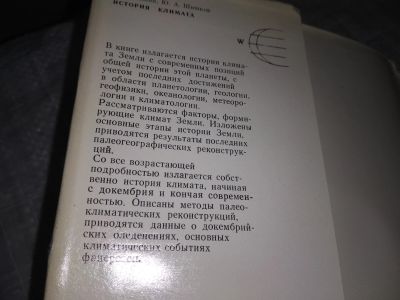 Ю. А. Шишков
ИСТОРИЯ КЛИМАТА
W
В книге излагается история клима-
та Земли с современных позиций
общей истории этой планеты, с
учетом последних достижений
в области планетологии, геологии,
геофизики, океанологии, метеоро-
логии и климатологии.
Рассматриваются факторы, форми-
рующие климат Земли. Изложены
основные этапы истории Земли,
приводятся результаты последних
палеогеографических реконструк-
ций.
Со все возрастающей
подробностью излагается собст-
венно история климата, начиная
с докембрия и кончая современ-
ностью. Описаны методы палео-
климатических реконструкций,
приводятся данные о докембрий-
ских оледенениях, основных
климатических событиях
фанерозоя.